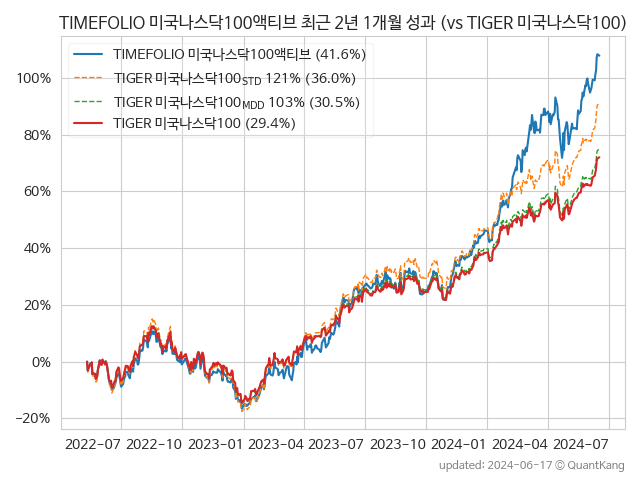 TIMEFOLIO 미국나스닥100액티브 최근 2년 1개월 성과 (vs TIGER 미국나스닥100)
TIMEFOLIO 미국나스닥100액티브 (41.6%)
TIGER 미국나스닥100STD 121% (36.0%)
TIGER 미국나스닥100MDD 103% (30.5%)
TIGER 미국나스닥100 (29.4%)
100%
80%
60%
40%
20%
0%
−20%
2022-07 2022-10 2023-01 2023-04 2023-07 2023-10 2024-01 2024-04 2024-07
updated: 2024-06-17 © QuantKang